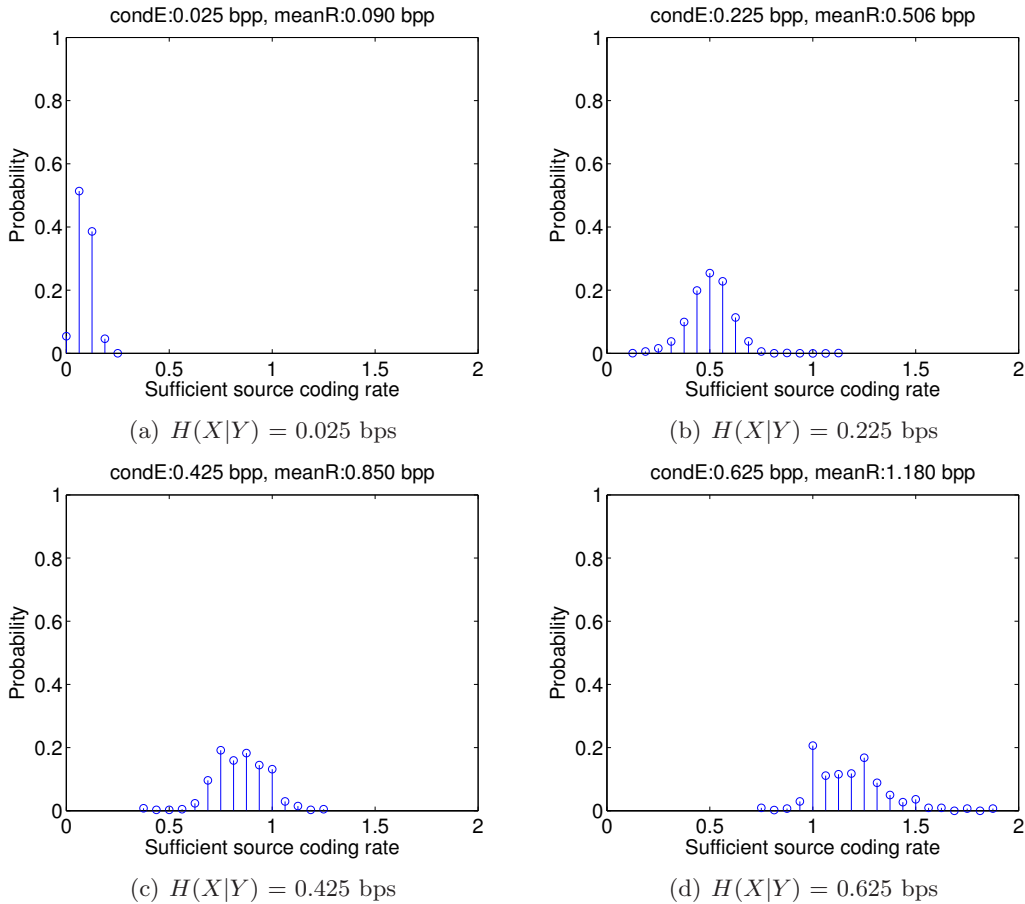 condE:0.025 bpp, meanR:0.090 bpp
1
0.8
0.6
0.4
0.2
0
Probability
0 0.5 1 1.5 2
Sufficient source coding rate
(a) H(X|Y) = 0.025 bps
condE:0.225 bpp, meanR:0.506 bpp
1
0.8
0.6
0.4
0.2
0
Probability
0 0.5 1 1.5 2
Sufficient source coding rate
(b) H(X|Y) = 0.225 bps
condE:0.425 bpp, meanR:0.850 bpp
1
0.8
0.6
0.4
0.2
0
Probability
0 0.5 1 1.5 2
Sufficient source coding rate
(c) H(X|Y) = 0.425 bps
condE:0.625 bpp, meanR:1.180 bpp
1
0.8
0.6
0.4
0.2
0
Probability
0 0.5 1 1.5 2
Sufficient source coding rate
(d) H(X|Y) = 0.625 bps